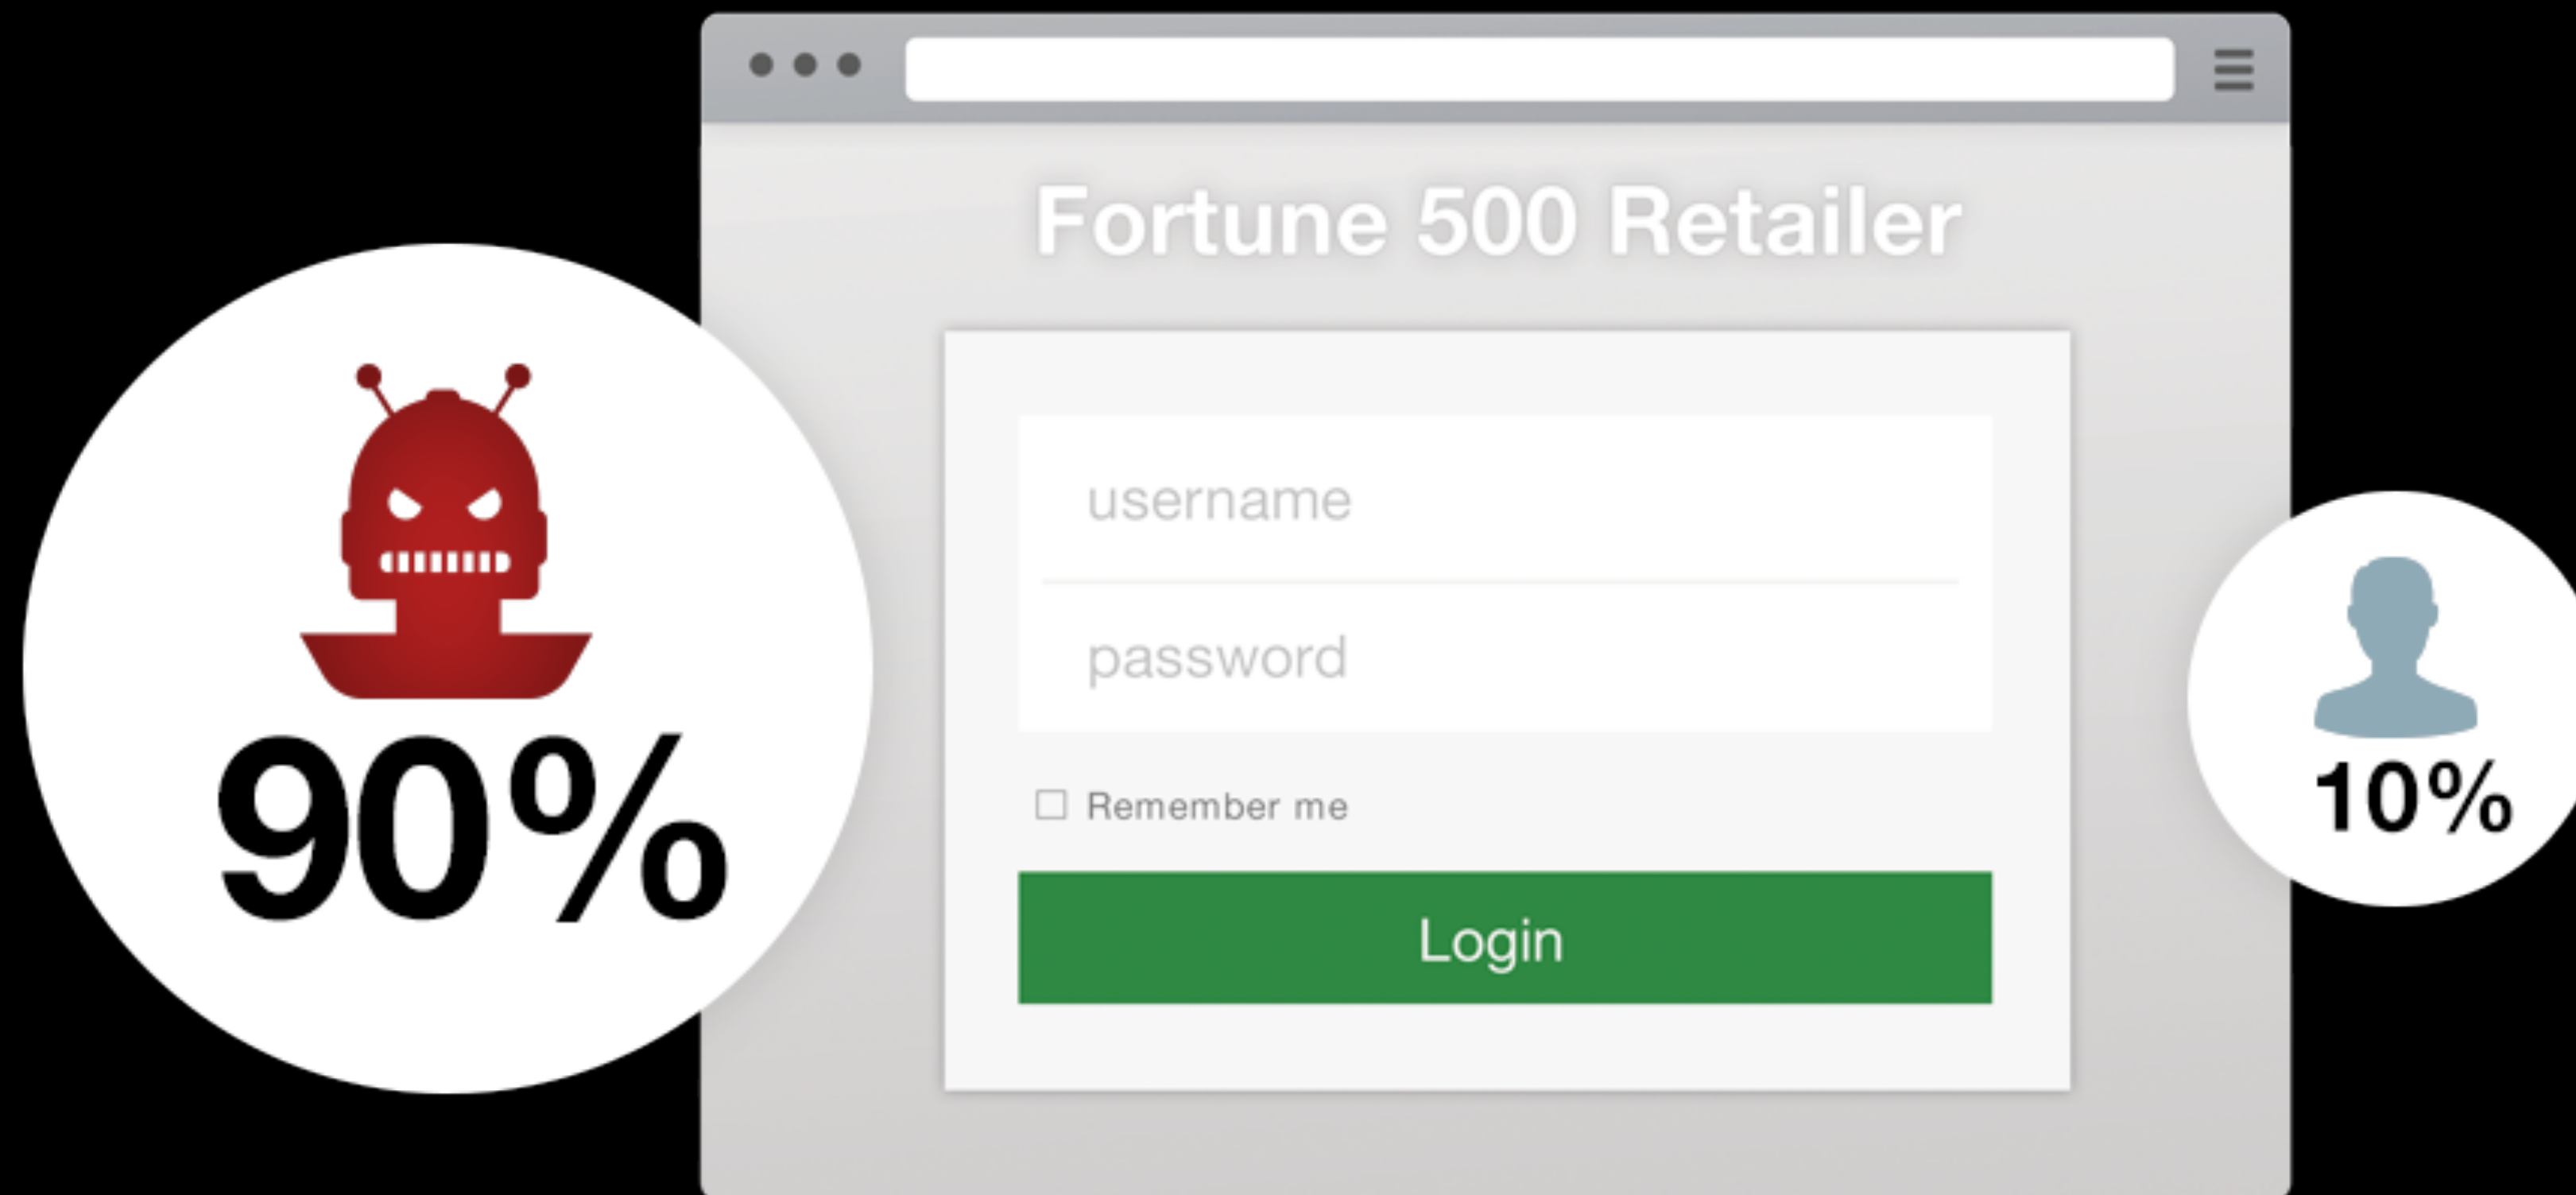 Fortune 500 Retailer
username
password
Remember me
Login
90%
10%